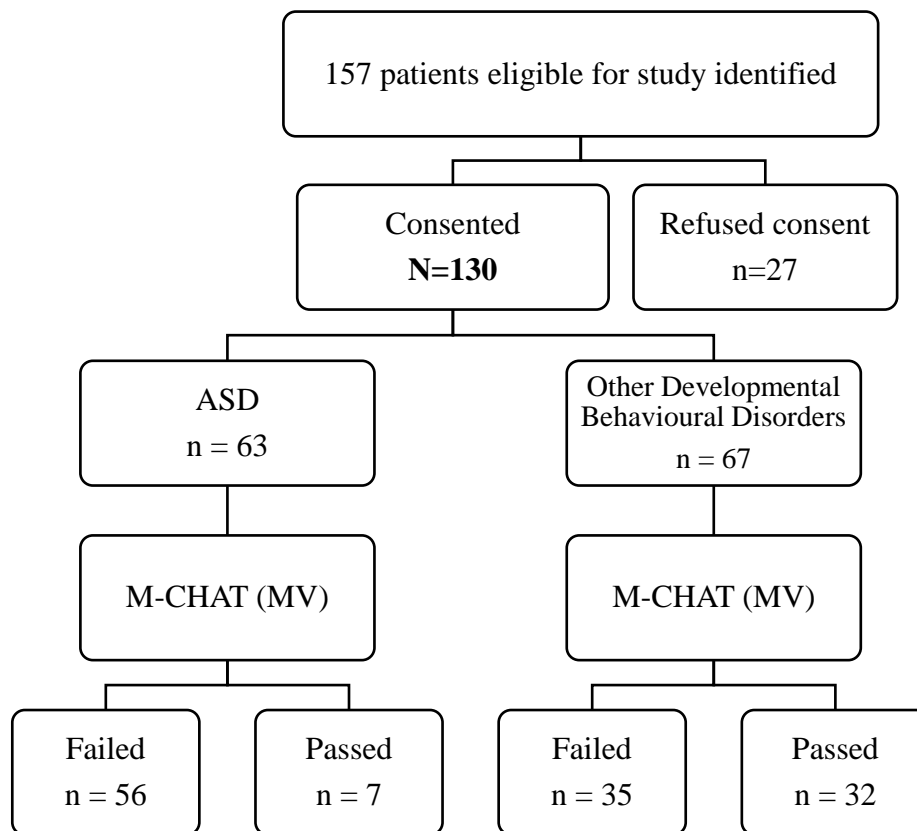 157 patients eligible for study identified
Consented
N=130
Refused consent
n=27
ASD
n = 63
Other Developmental
Behavioural Disorders
n = 67
M-CHAT (MV)
M-CHAT (MV)
Failed
n = 56
Passed
n = 7
Failed
n = 35
Passed
n = 32